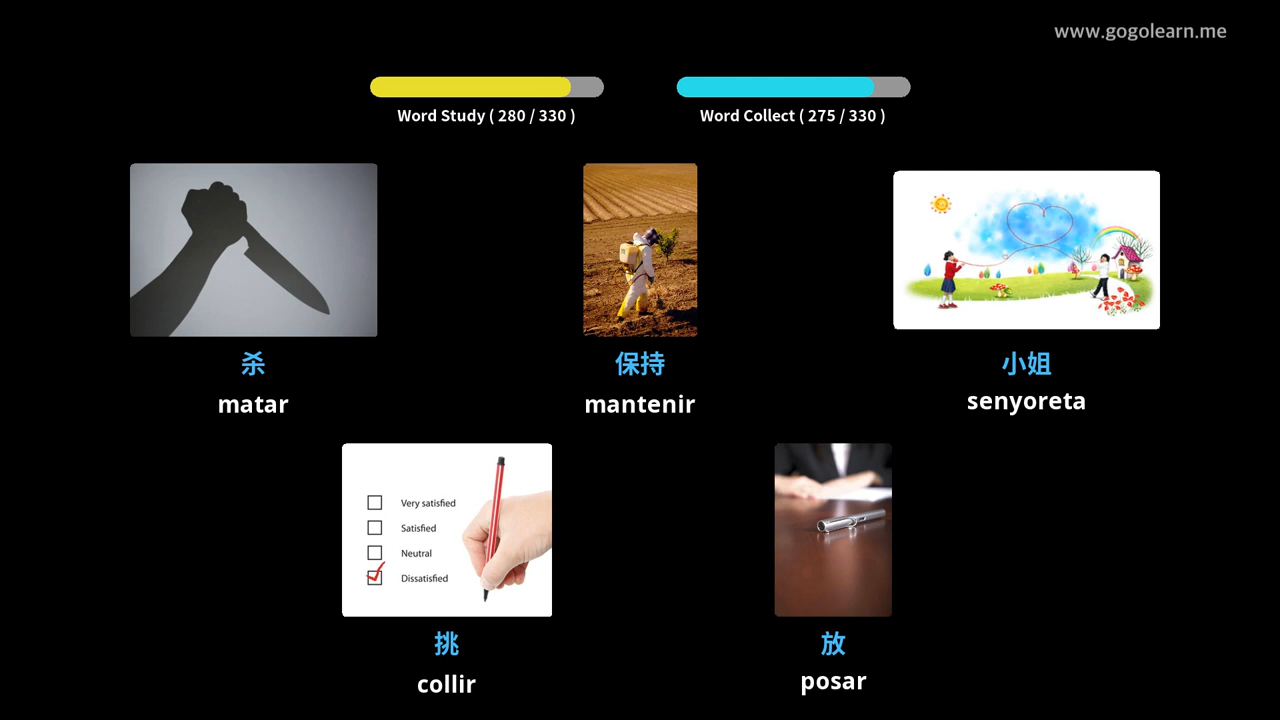 www.gogolearn.me
Word Study ( 280 / 330 )
Word Collect ( 275 / 330 )
杀
matar
保持
mantenir
小姐
senyoreta
Very satisfied
Satisfied
Neutral
Dissatisfied
挑
collir
放
posar